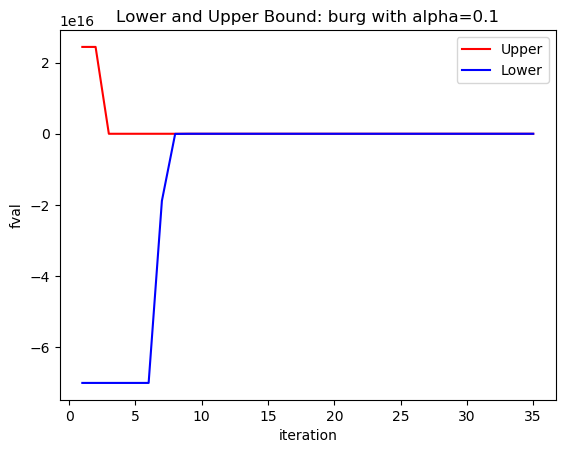 Lower and Upper Bound: burg with alpha=0.1
1e16
Upper
Lower
2
0
−2
−4
−6
fval
0
5
10
15
20
25
30
35
iteration